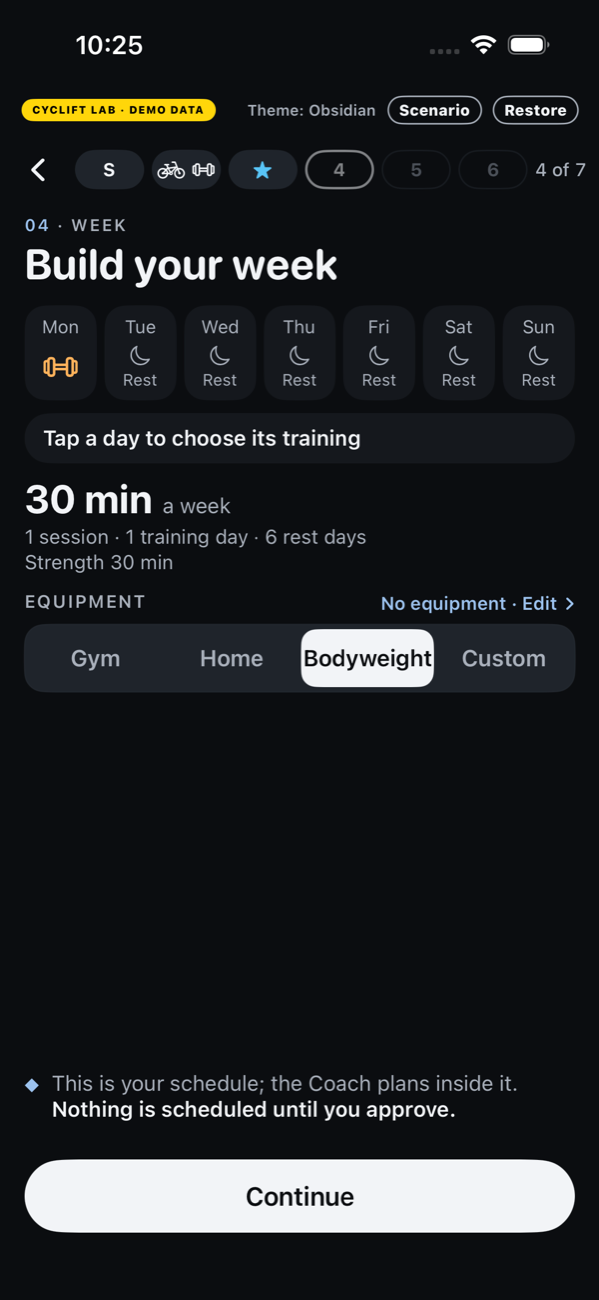 10:25
CYCLIFT LAB · DEMO DATA
Theme: Obsidian
Scenario
Restore
S
4
5
6
4 of 7
04 · WEEK
Build your week
Mon
Tue
Wed
Thu
Fri
Sat
Sun
Rest
Rest
Rest
Rest
Rest
Rest
Tap a day to choose its training
30 min a week
1 session · 1 training day · 6 rest days
Strength 30 min
EQUIPMENT
No equipment · Edit
Gym
Home
Bodyweight
Custom
This is your schedule; the Coach plans inside it.
Nothing is scheduled until you approve.
Continue